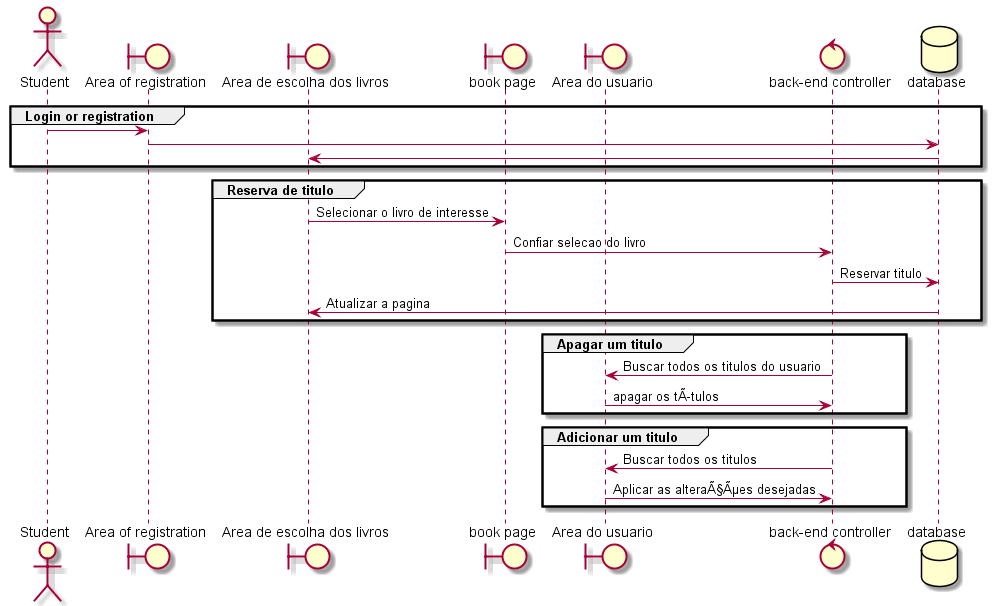 Student
Area of registration
Area de escolha dos livros
book page
Area do usuario
back-end controller
database
Login or registration
Reserva de titulo
Selecionar o livro de interesse
Confiar selecao do livro
Reservar titulo
Atualizar a pagina
Apagar um titulo
Buscar todos os titulos do usuario
apagar os tÃ-tulos
Adicionar um titulo
Buscar todos os titulos
Aplicar as alteraÃ§Ãµes desejadas
Student
Area of registration
Area de escolha dos livros
book page
Area do usuario
back-end controller
database